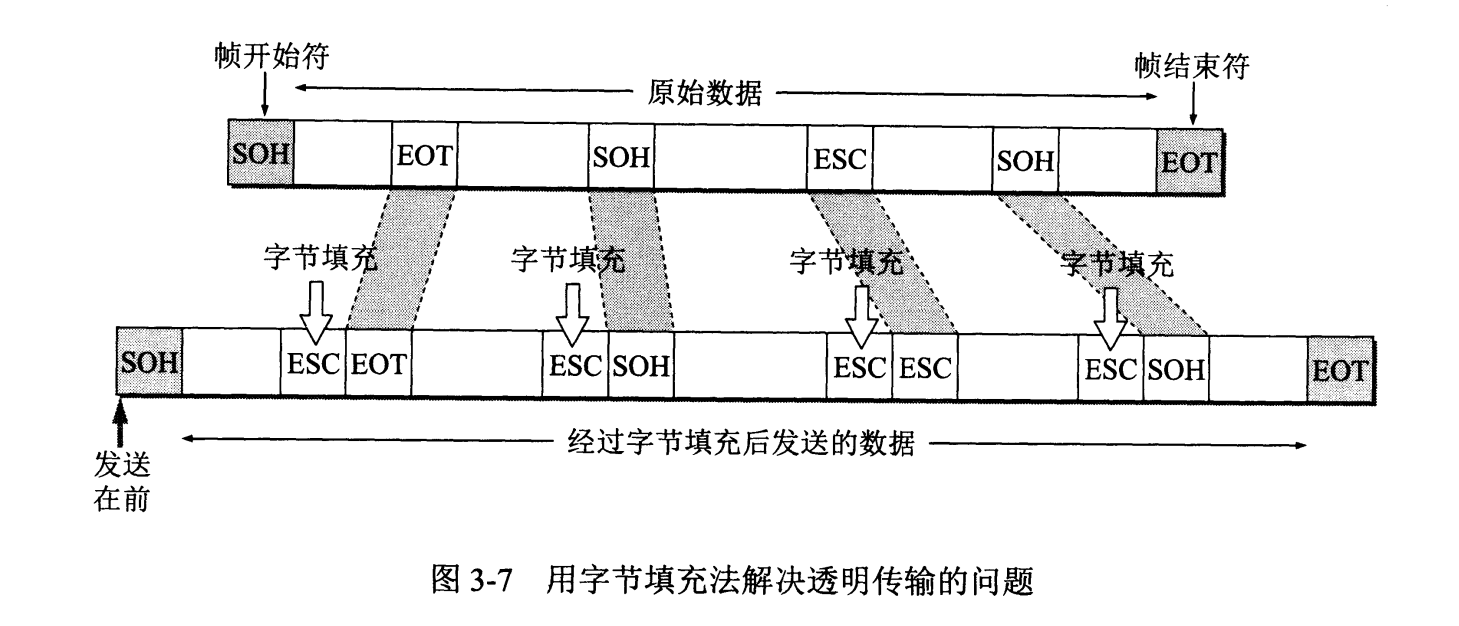 帧开始符
帧结束符
原始数据
SOH EOT SOH ESC SOH EOT
字节填充 字节填充 字节填充 字节填充
SOH ESC EOT ESC SOH ESC ESC ESC SOH EOT
经过字节填充后发送的数据
发送
在前
图 3-7 用字节填充法解决透明传输的问题